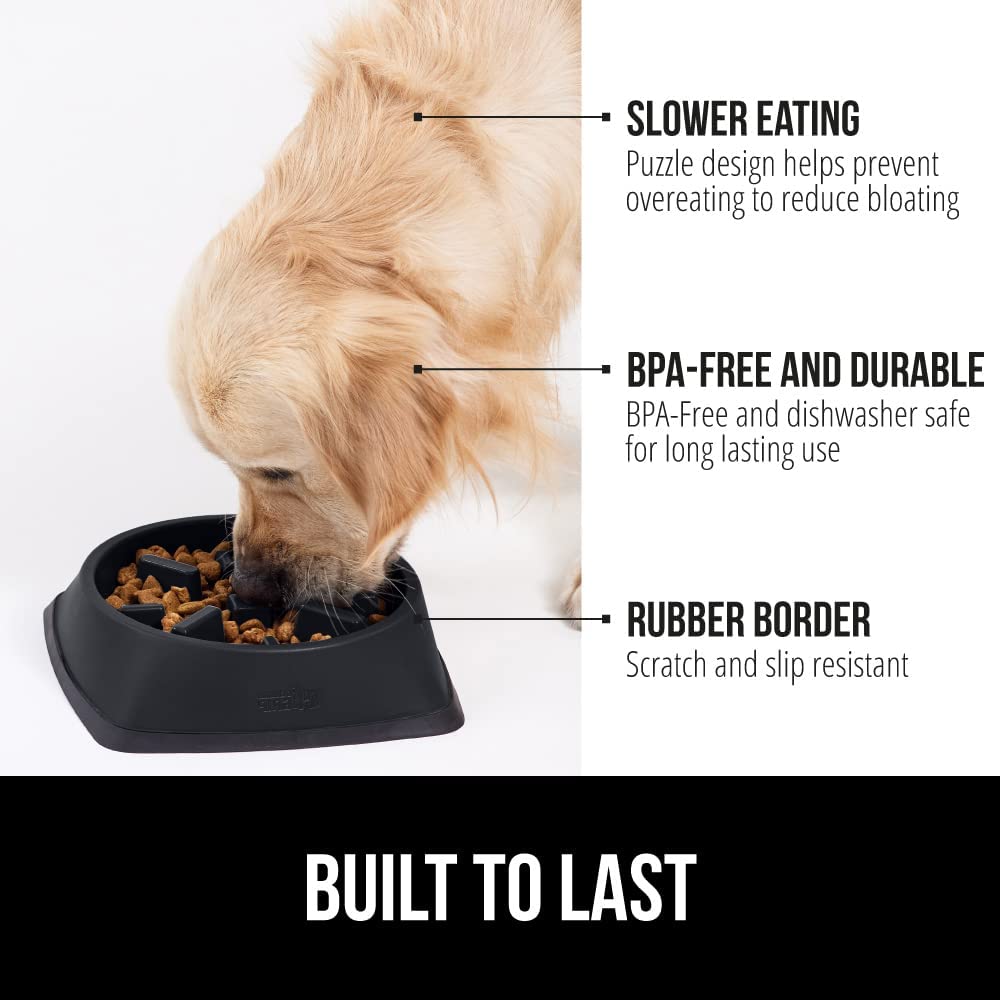 SLOWER EATING
Puzzle design helps prevent
overeating to reduce bloating
BPA-FREE AND DURABLE
BPA-Free and dishwasher safe
for long lasting use
RUBBER BORDER
Scratch and slip resistant
BUILT TO LAST